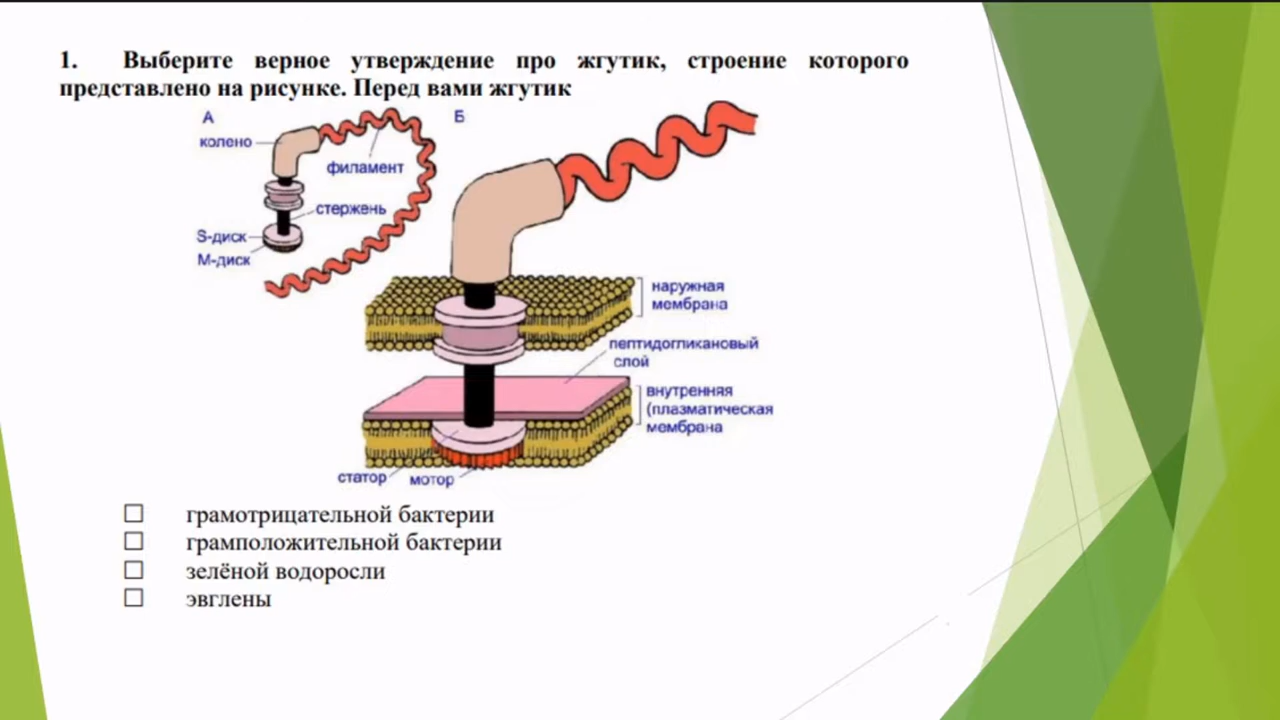 1. Выберите верное утверждение про жгутик, строение которого
представлено на рисунке. Перед вами жгутик
А
Б
колено
филамент
стержень
S-диск
М-диск
наружная
мембрана
пептидогликановый
слой
внутренняя
(плазматическая
мембрана
статор
мотор
грамотрицательной бактерии
грамположительной бактерии
зелёной водоросли
эвглены